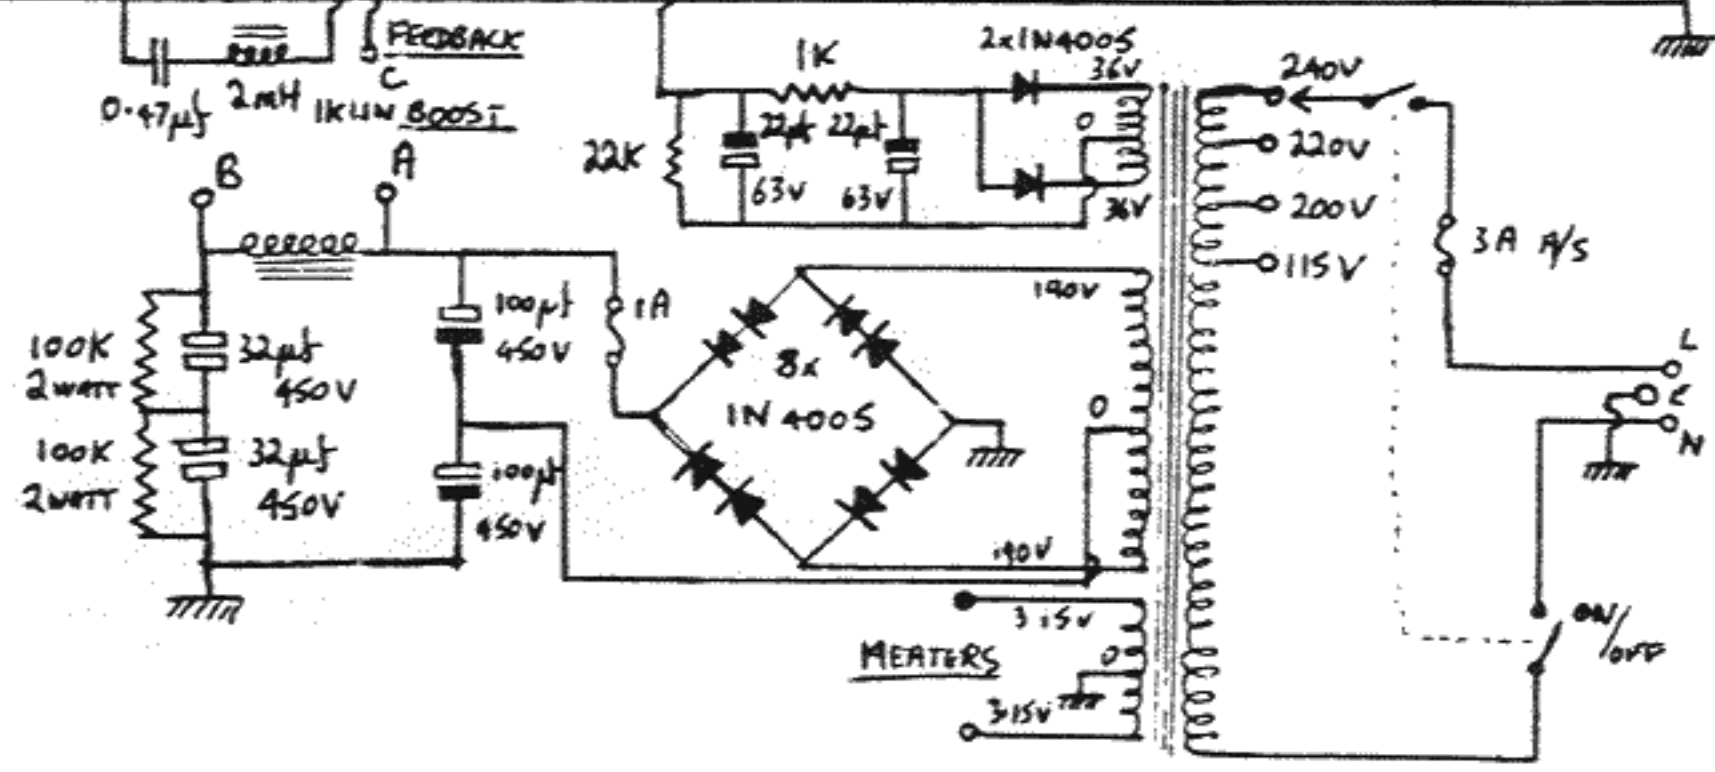 FEEDBACK
C
0.47µf
2mH
1K LIN BOOST
B
A
2x1N4005
1K
36V
0
36V
22K
22µf
22µf
63V
63V
240V
220V
200V
115V
3A A/S
L
E
N
ON/OFF
100K
2WATT
32µf
450V
100K
2WATT
32µf
450V
100µf
450V
100µf
450V
1A
8x
1N4005
190V
0
190V
HEATERS
3.15V
0
3.15V